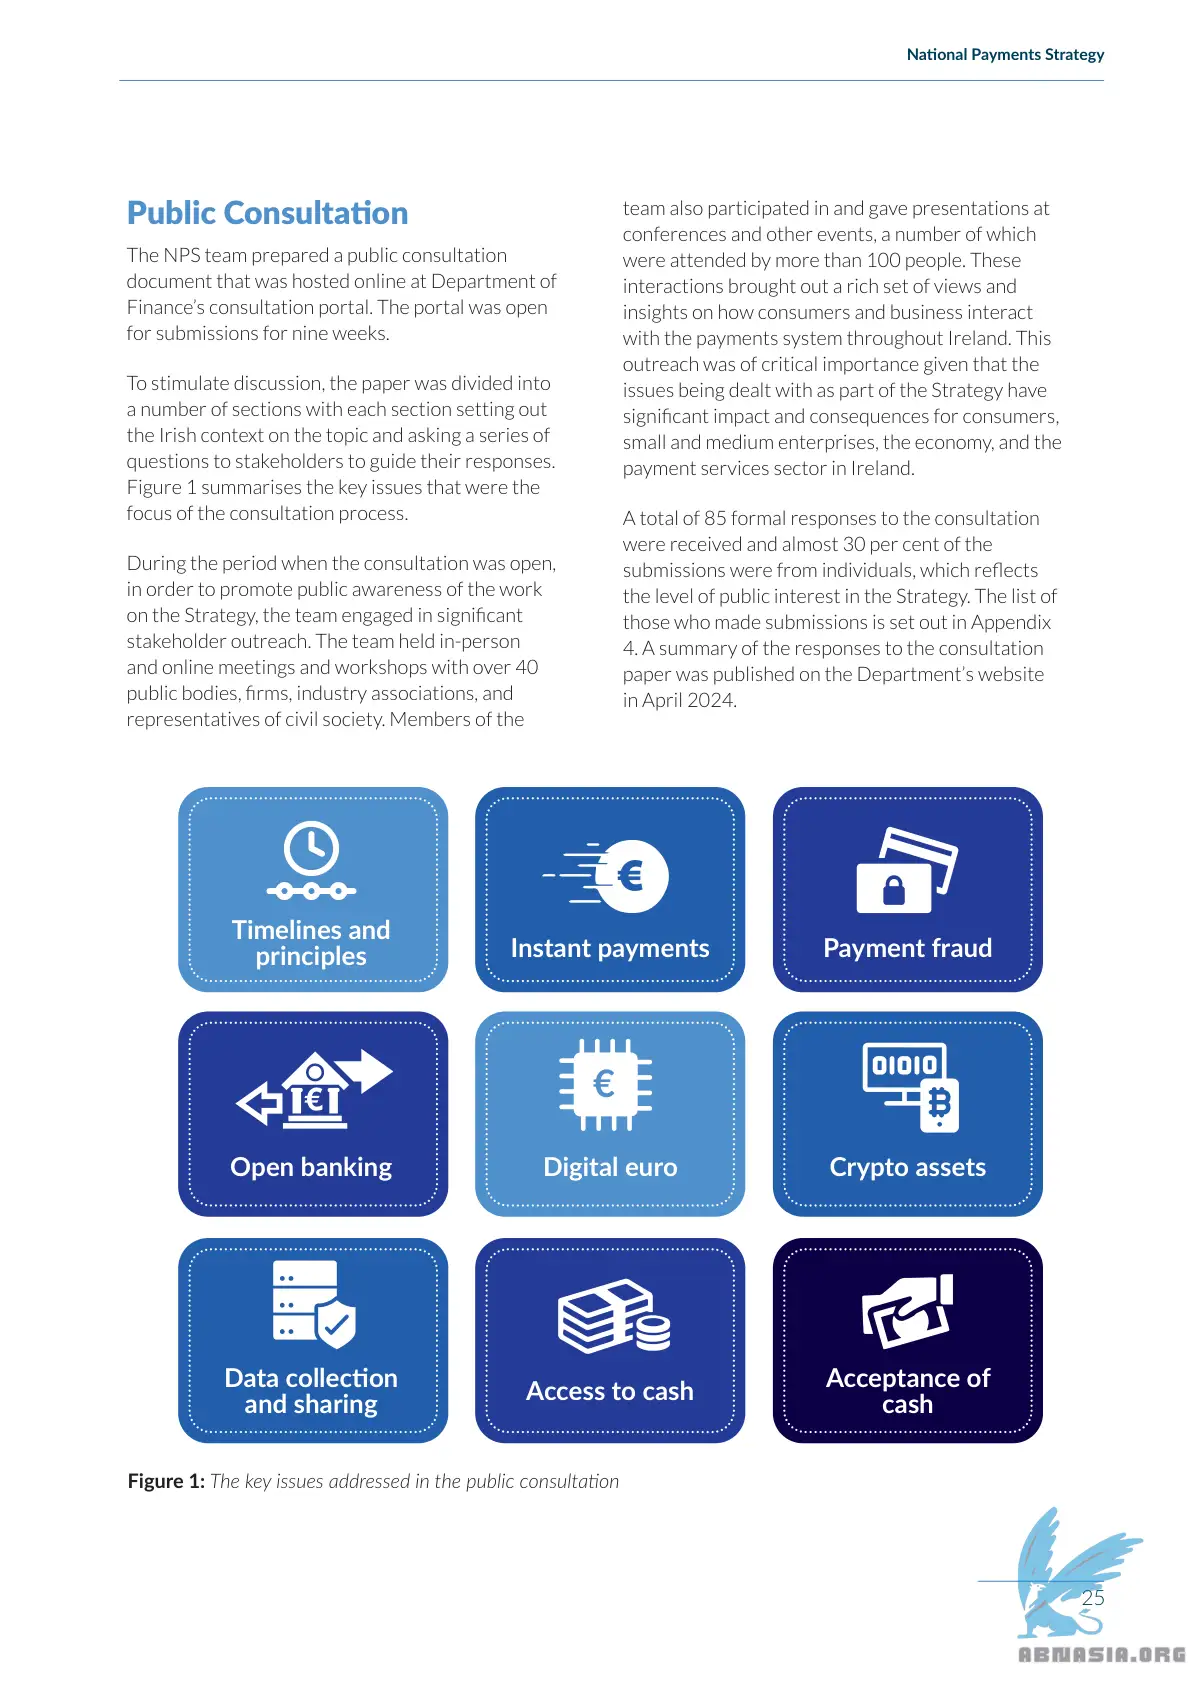 National Payments Strategy
Public Consultation
The NPS team prepared a public consultation
document that was hosted online at Department of
Finance’s consultation portal. The portal was open
for submissions for nine weeks.
To stimulate discussion, the paper was divided into
a number of sections with each section setting out
the Irish context on the topic and asking a series of
questions to stakeholders to guide their responses.
Figure 1 summarises the key issues that were the
focus of the consultation process.
During the period when the consultation was open,
in order to promote public awareness of the work
on the Strategy, the team engaged in significant
stakeholder outreach. The team held in-person
and online meetings and workshops with over 40
public bodies, firms, industry associations, and
representatives of civil society. Members of the
team also participated in and gave presentations at
conferences and other events, a number of which
were attended by more than 100 people. These
interactions brought out a rich set of views and
insights on how consumers and business interact
with the payments system throughout Ireland. This
outreach was of critical importance given that the
issues being dealt with as part of the Strategy have
significant impact and consequences for consumers,
small and medium enterprises, the economy, and the
payment services sector in Ireland.
A total of 85 formal responses to the consultation
were received and almost 30 per cent of the
submissions were from individuals, which reflects
the level of public interest in the Strategy. The list of
those who made submissions is set out in Appendix
4. A summary of the responses to the consultation
paper was published on the Department’s website
in April 2024.
Timelines and
principles
€
Instant payments
Payment fraud
€
Open banking
€
Digital euro
01010
Crypto assets
Data collection
and sharing
Access to cash
Acceptance of
cash
Figure 1: The key issues addressed in the public consultation
25
ABNASIA.ORG